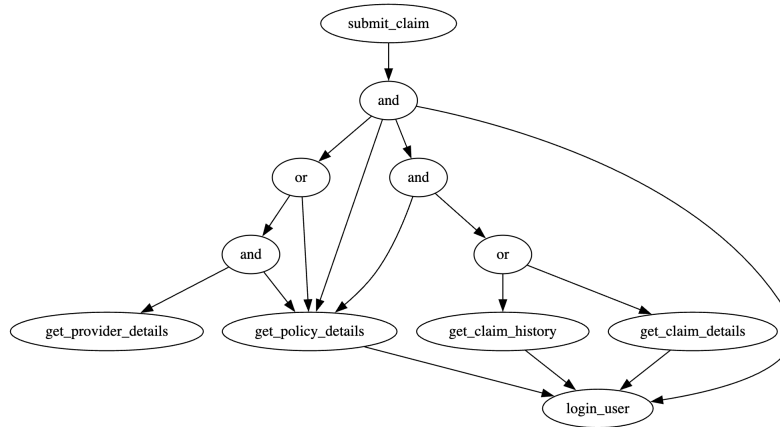 submit_claim
and
or
and
and
or
get_provider_details
get_policy_details
get_claim_history
get_claim_details
login_user